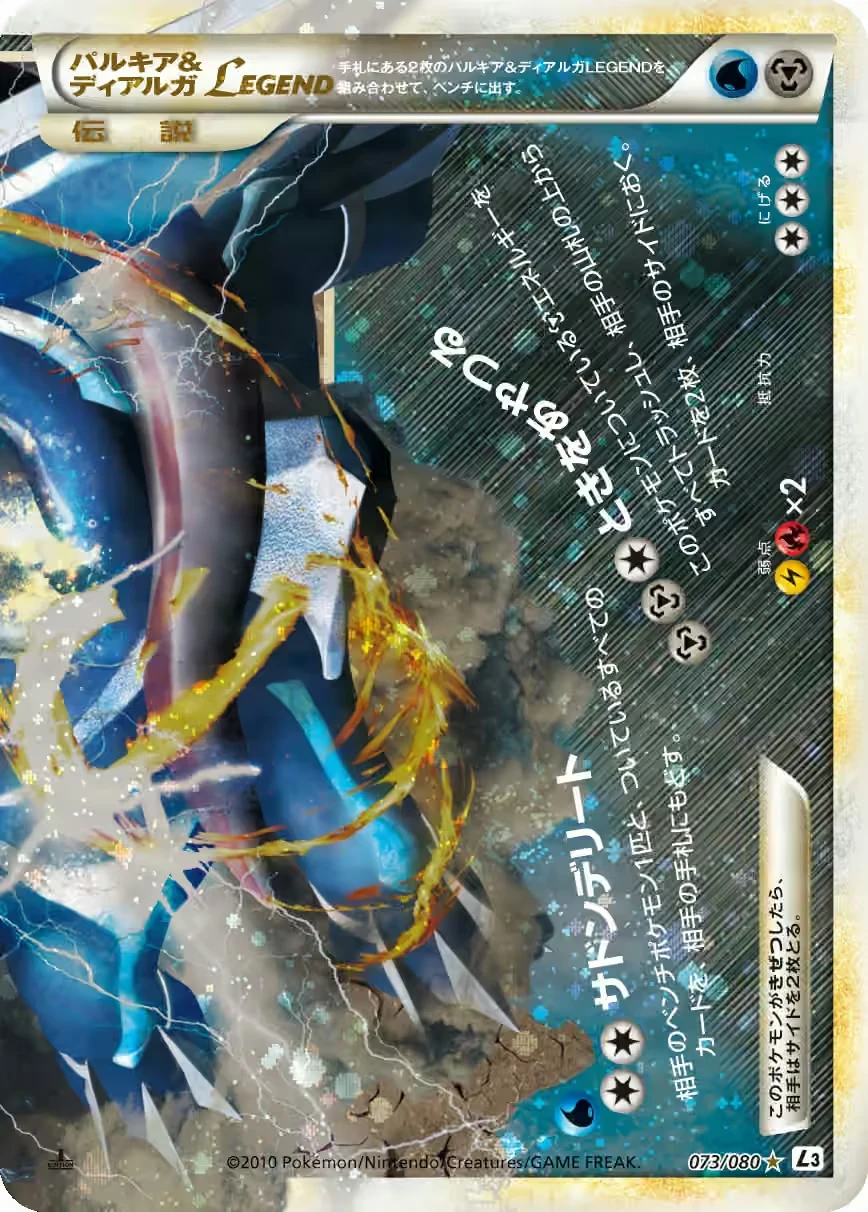 パルキア&
ディアルガ LEGEND
手札にある2枚のパルキア&ディアルガLEGENDを
組み合わせて、ベンチに出す。
伝説
サドンデリート
相手のベンチポケモン1匹と、ついているすべての
カードを、相手の手札にもどす。
ときをあやつる
このポケモンについているエネルギーを
すべてトラッシュし、相手の山札の上から
カードを2枚、相手のサイドにおく。
弱点
×2
抵抗力
にげる
このポケモンがきぜつしたら、
相手はサイドを2枚とる。
1 EDITION
©2010 Pokémon/Nintendo/Creatures/GAME FREAK.
073/080
L3